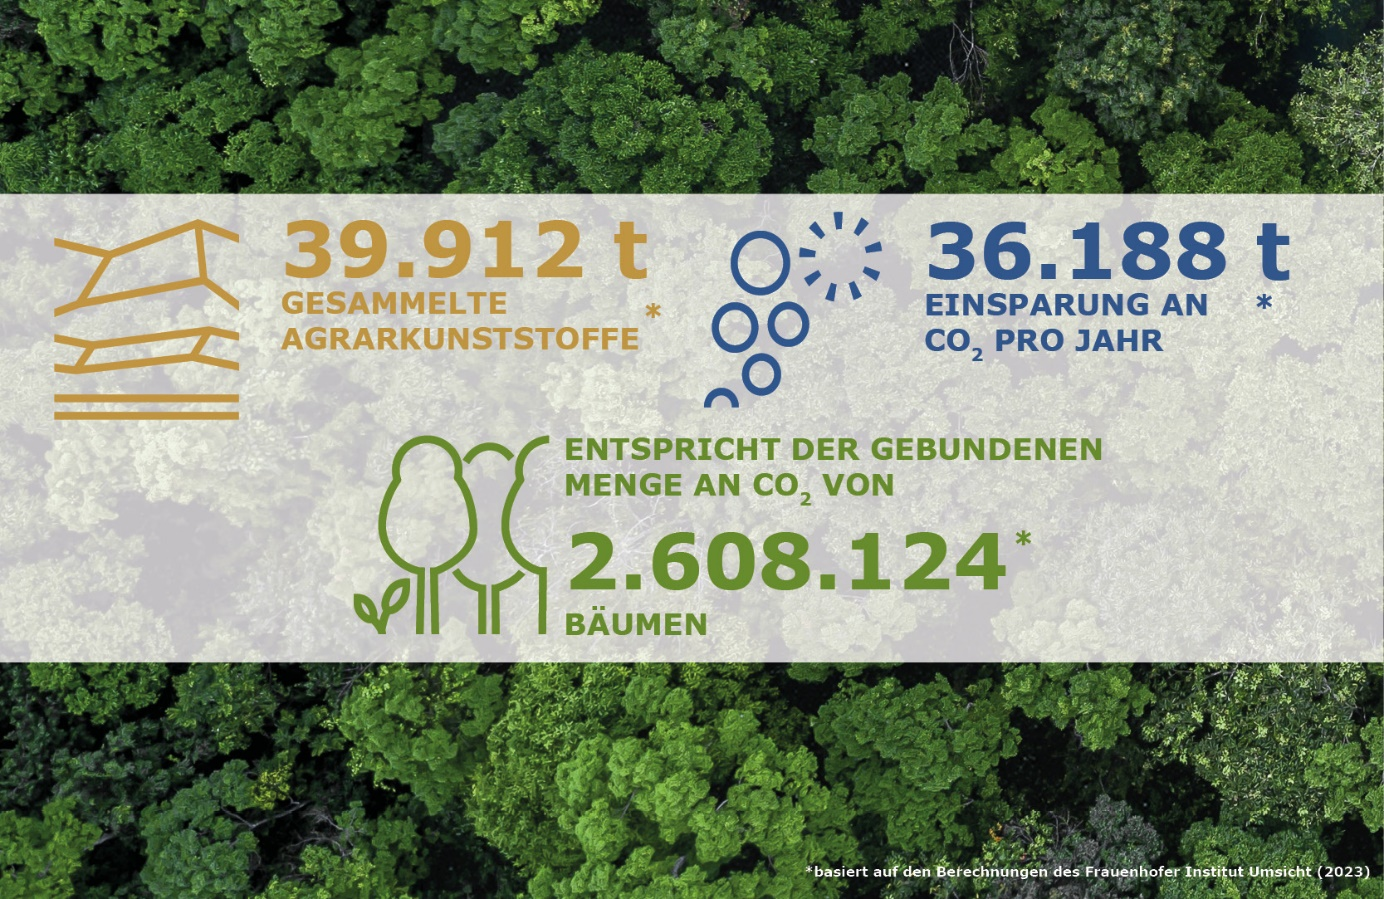 39.912 t
GESAMMELTE
AGRARKUNSTSTOFFE *
36.188 t
EINSPARUNG AN *
CO₂ PRO JAHR
ENTSPRICHT DER GEBUNDENEN
MENGE AN CO₂ VON
2.608.124*
BÄUMEN
*basiert auf den Berechnungen des Frauenhofer Institut Umsicht (2023)